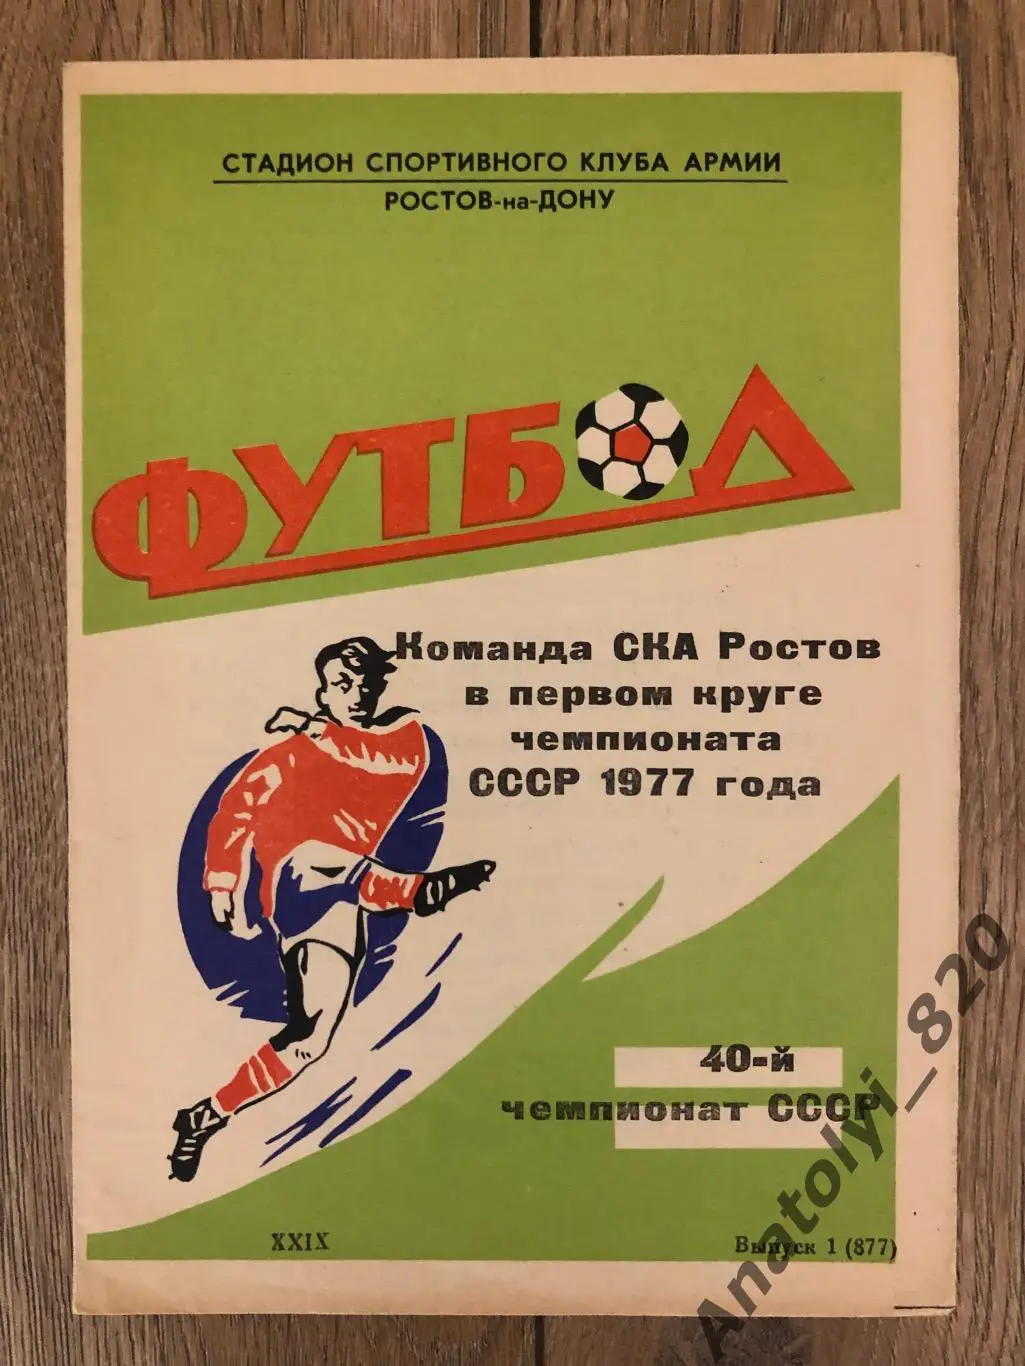 СТАДИОН СПОРТИВНОГО КЛУБА АРМИИ
РОСТОВ-на-ДОНУ
ФУТБОЛ
Команда СКА Ростов
в первом круге
чемпионата
СССР 1977 года
40-й
чемпионат СССР
XXIX
Выпуск 1 (877)
Anatolyi_820